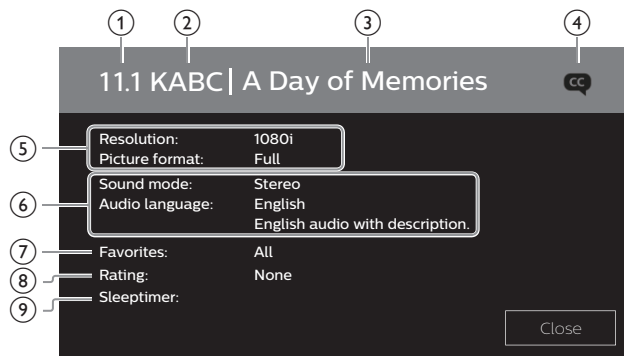 1 2 3 4
11.1 KABC | A Day of Memories CC
5 Resolution: 1080i
Picture format: Full
6 Sound mode: Stereo
Audio language: English
English audio with description.
7 Favorites: All
8 Rating: None
9 Sleeptimer:
Close